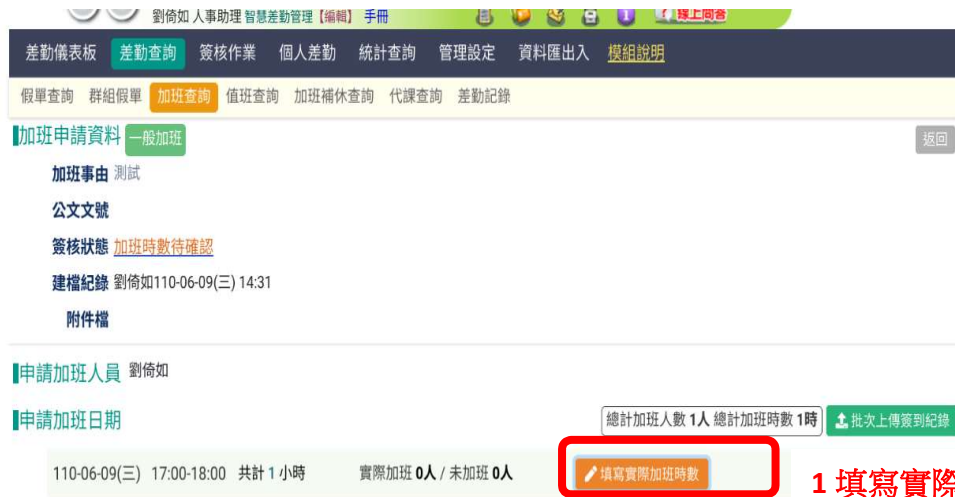 劉倚如 人事助理 智慧差勤管理【編輯】 手冊 線上問答
差勤儀表板 差勤查詢 簽核作業 個人差勤 統計查詢 管理設定 資料匯出入 模組說明
假單查詢 群組假單 加班查詢 值班查詢 加班補休查詢 代課查詢 差勤記錄
加班申請資料 一般加班 返回
加班事由 測試
公文文號
簽核狀態 加班時數待確認
建檔紀錄 劉倚如110-06-09(三) 14:31
附件檔
申請加班人員 劉倚如
申請加班日期 總計加班人數 1人 總計加班時數 1時 批次上傳簽到紀錄
110-06-09(三) 17:00-18:00 共計 1 小時 實際加班 0人 / 未加班 0人 填寫實際加班時數
1 填寫實際